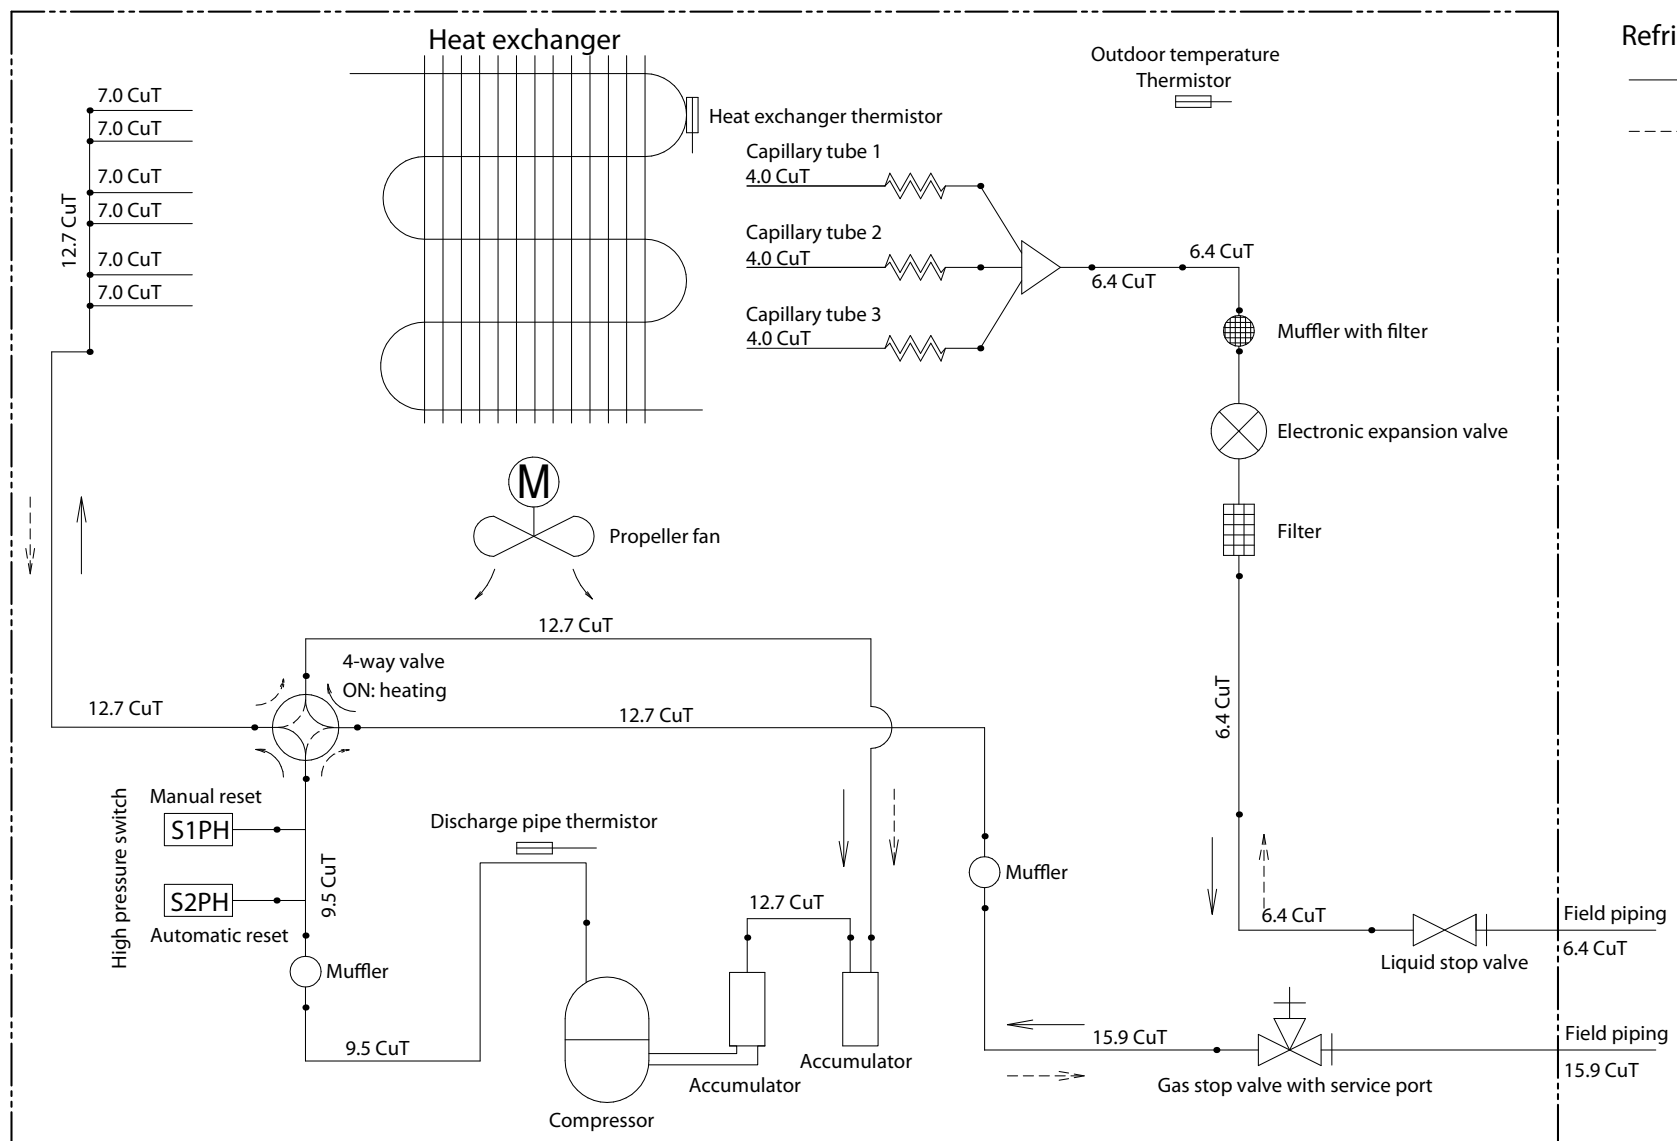 Heat exchanger
Outdoor temperature
Thermistor
Refri
7.0 CuT
7.0 CuT
7.0 CuT
7.0 CuT
7.0 CuT
7.0 CuT
12.7 CuT
Heat exchanger thermistor
Capillary tube 1
4.0 CuT
Capillary tube 2
4.0 CuT
Capillary tube 3
4.0 CuT
6.4 CuT
6.4 CuT
Muffler with filter
Electronic expansion valve
Filter
M
Propeller fan
12.7 CuT
4-way valve
ON: heating
12.7 CuT
12.7 CuT
6.4 CuT
High pressure switch
Manual reset
S1PH
S2PH
Automatic reset
9.5 CuT
Discharge pipe thermistor
Muffler
Muffler
12.7 CuT
9.5 CuT
Compressor
Accumulator
Accumulator
6.4 CuT
Liquid stop valve
Field piping
6.4 CuT
15.9 CuT
Gas stop valve with service port
Field piping
15.9 CuT